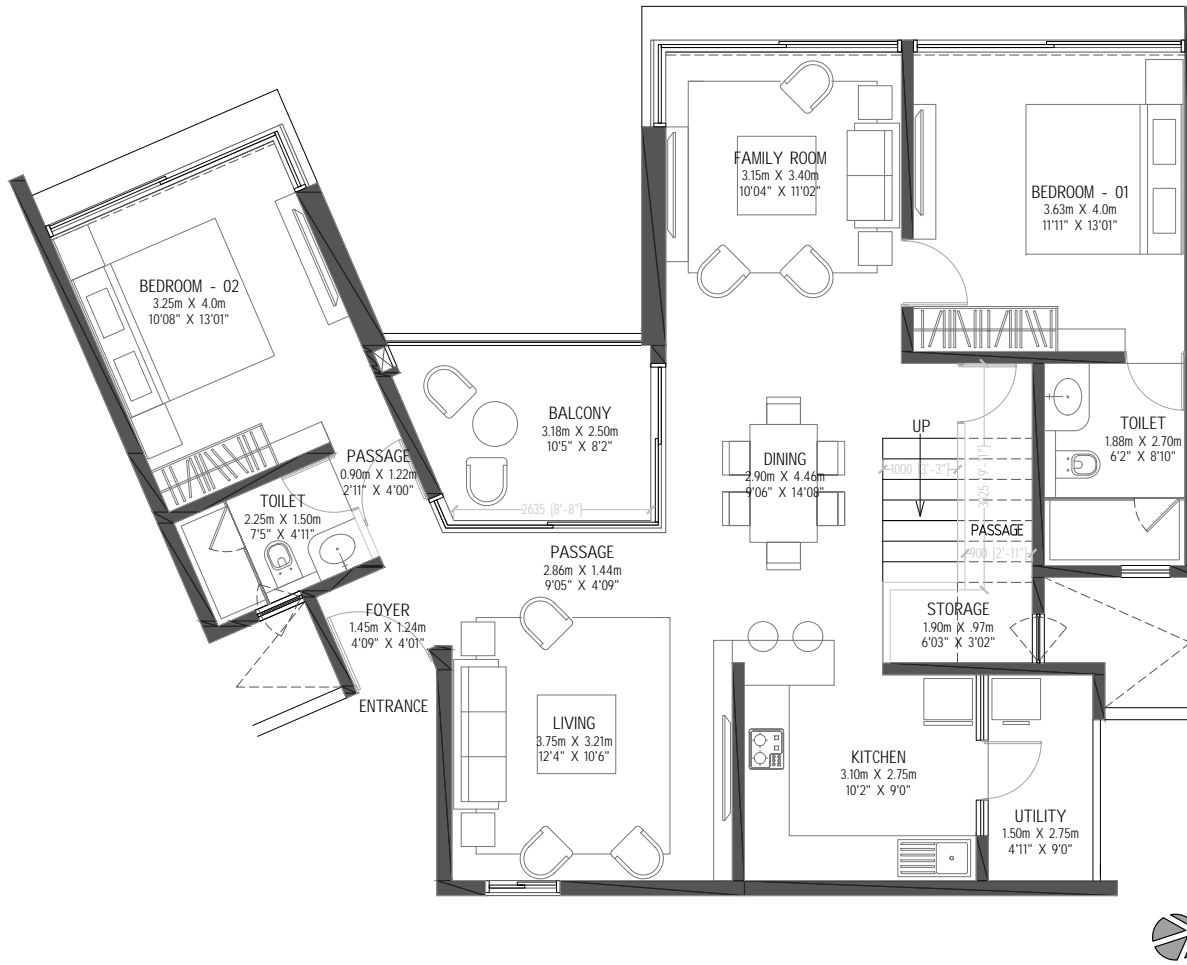 FAMILY ROOM
3.15m X 3.40m
10'04" X 11'02"
BEDROOM - 01
3.63m X 4.0m
11'11" X 13'01"
BEDROOM - 02
3.25m X 4.0m
10'08" X 13'01"
BALCONY
3.18m X 2.50m
10'5" X 8'2"
2635 [8'-8"]
PASSAGE
0.90m X 1.22m
2'11" X 4'00"
TOILET
2.25m X 1.50m
7'5" X 4'11"
DINING
2.90m X 4.46m
9'06" X 14'08"
UP
1000 [3'-3"]
PASSAGE
900 [2'-11"]
TOILET
1.88m X 2.70m
6'2" X 8'10"
PASSAGE
2.86m X 1.44m
9'05" X 4'09"
FOYER
1.45m X 1.24m
4'09" X 4'01"
STORAGE
1.90m X .97m
6'03" X 3'02"
ENTRANCE
LIVING
3.75m X 3.21m
12'4" X 10'6"
KITCHEN
3.10m X 2.75m
10'2" X 9'0"
UTILITY
1.50m X 2.75m
4'11" X 9'0"